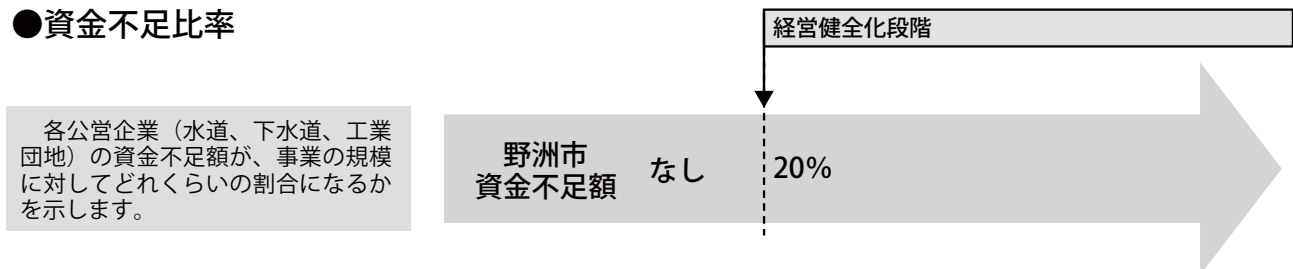 ●資金不足比率
経営健全化段階
　各公営企業（水道、下水道、工業
団地）の資金不足額が、事業の規模
に対してどれくらいの割合になるか
を示します。
野洲市
資金不足額
なし
20%